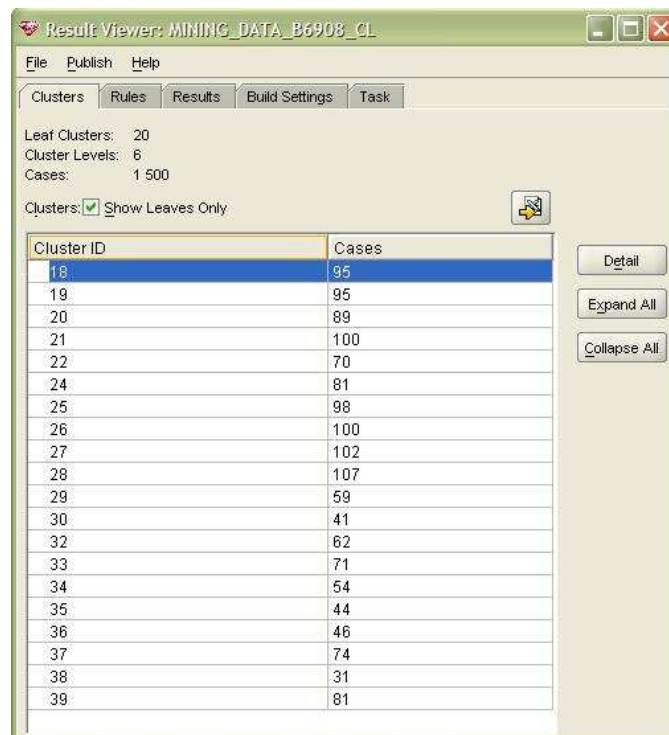 Result Viewer: MINING_DATA_B6908_CL
File Publish Help
Clusters Rules Results Build Settings Task
Leaf Clusters: 20
Cluster Levels: 6
Cases: 1 500
Clusters: Show Leaves Only
Cluster ID Cases
18 95
19 95
20 89
21 100
22 70
24 81
25 98
26 100
27 102
28 107
29 59
30 41
32 62
33 71
34 54
35 44
36 46
37 74
38 31
39 81
Detail
Expand All
Collapse All